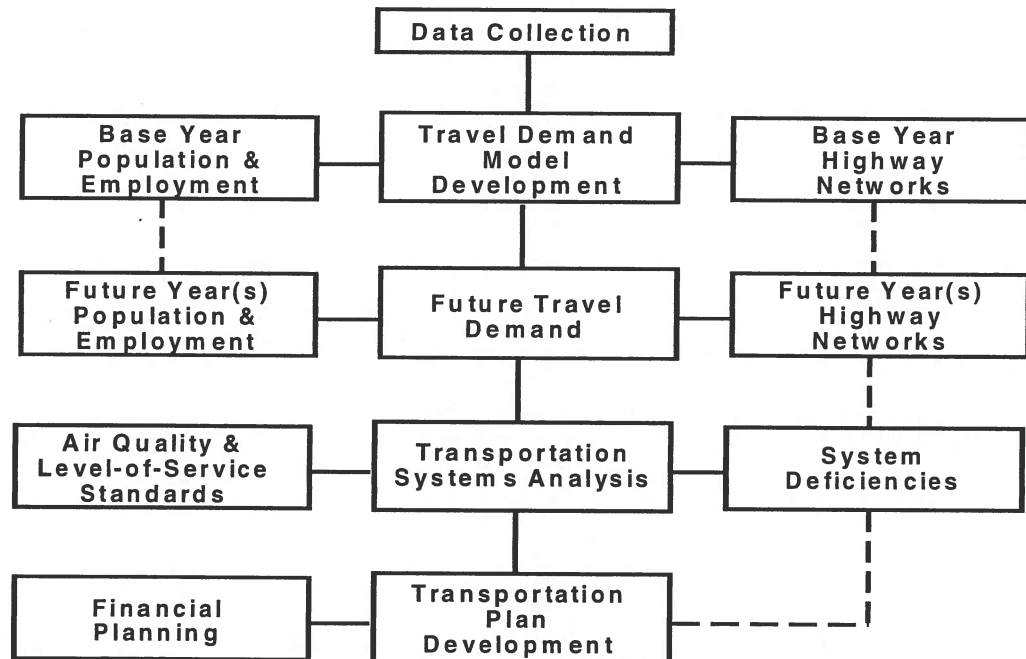 Data Collection
Base Year
Population &
Employment
Travel Demand
Model
Development
Base Year
Highway
Networks
Future Year(s)
Population &
Employment
Future Travel
Demand
Future Year(s)
Highway
Networks
Air Quality &
Level-of-Service
Standards
Transportation
Systems Analysis
System
Deficiencies
Financial
Planning
Transportation
Plan
Development